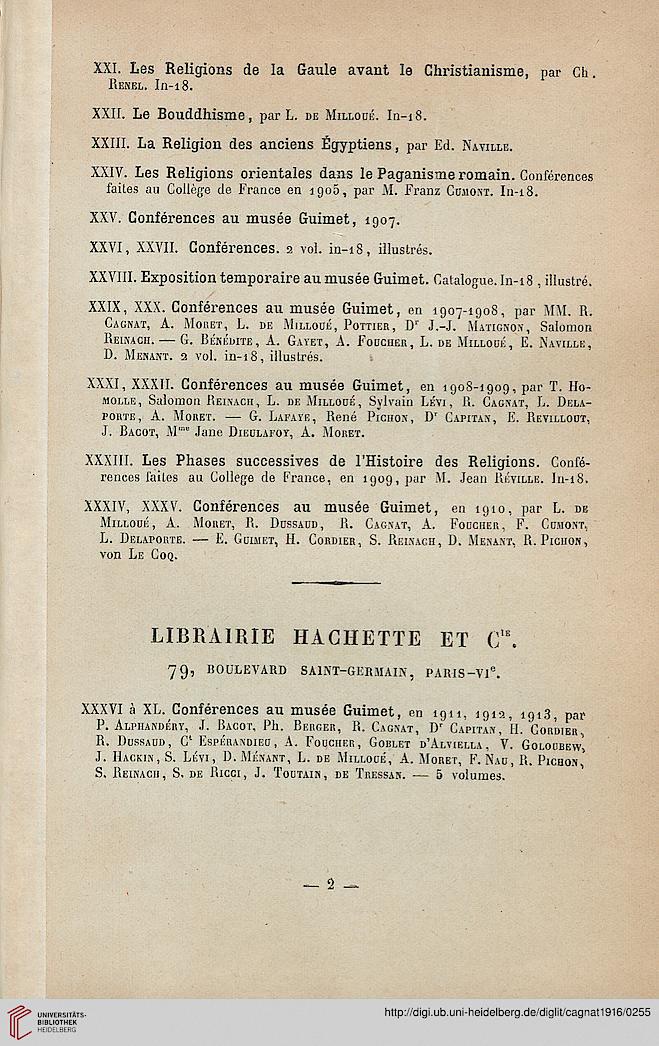 XXI. Les Religions de la Gaule avant le Christianisme, par Ch.
RENEL. In-18.
XXII. Le Bouddhisme, par L. DE MILLOUÉ. In-18.
XXIII. La Religion des anciens Égyptiens, par Ed. NAVILLE.
XXIV. Les Religions orientales dans le Paganisme romain. Conférences
faites au Collège de France en 1905, par M. Franz CUMONT. In-18.
XXV. Conférences au musée Guimet, 1907.
XXVI, XXVII. Conférences. 2 vol. in-18, illustrés.
XXVIII. Exposition temporaire au musée Guimet. Catalogue. In-18, illustré.
XXIX, XXX. Conférences au musée Guimet, en 1907-1908, par MM. R.
CAGNAT, A. MORET, L. DE MILLOUÉ, POTTIER, Dr J.-J. MATIGNON, Salomon
REINACH. — G. BÉNÉDITE, A. GAYET, A. FOUCHER, L. DE MILLOUÉ, E. NAVILLE,
D. MENANT. 2 vol. in-18, illustrés.
XXXI, XXXII. Conférences au musée Guimet, en 1908-1909, par T. HO-
MOLLE, Salomon REINACH, L. DE MILLOUÉ, Sylvain LÉVI, R. CAGNAT, L. DELA-
PORTE, A. MORET. — G. LAFAYE, René PICHON, Dr CAPITAN, E. REVILLOUT,
J. BACOT, Mme Jane DIEULAFOY, A. MORET.
XXXIII. Les Phases successives de l'Histoire des Religions. Confé-
rences faites au Collège de France, en 1909, par M. Jean RÉVILLE. In-18.
XXXIV, XXXV. Conférences au musée Guimet, en 1910, par L. DE
MILLOUÉ, A. MORET, R. DUSSAUD, R. CAGNAT, A. FOUCHER, F. CUMONT,
L. DELAPORTE. — E. GUIMET, H. CORDIER, S. REINACH, D. MENANT, R. PICHON,
von LE COQ.
LIBRAIRIE HACHETTE ET CIE.
79, BOULEVARD SAINT-GERMAIN, PARIS-VIe.
XXXVI à XL. Conférences au musée Guimet, en 1911, 1912, 1913, par
P. ALPHANDÉRY, J. BACOT, Ph. BERGER, R. CAGNAT, Dr CAPITAN, H. CORDIER,
R. DUSSAUD, Ct ESPÉRANDIEU, A. FOUCHER, GOBLET D'ALVIELLA, V. GOLOUBEW,
J. HACKIN, S. LÉVI, D. MÉNANT, L. DE MILLOUÉ, A. MORET, F. NAU, R. PICHON,
S. REINACH, S. DE RICCI, J. TOUTAIN, DE TRESSAN. — 5 volumes.
— 2 —
UNIVERSITÄTS-
BIBLIOTHEK
HEIDELBERG
http://digi.ub.uni-heidelberg.de/diglit/cagnat1916/0255